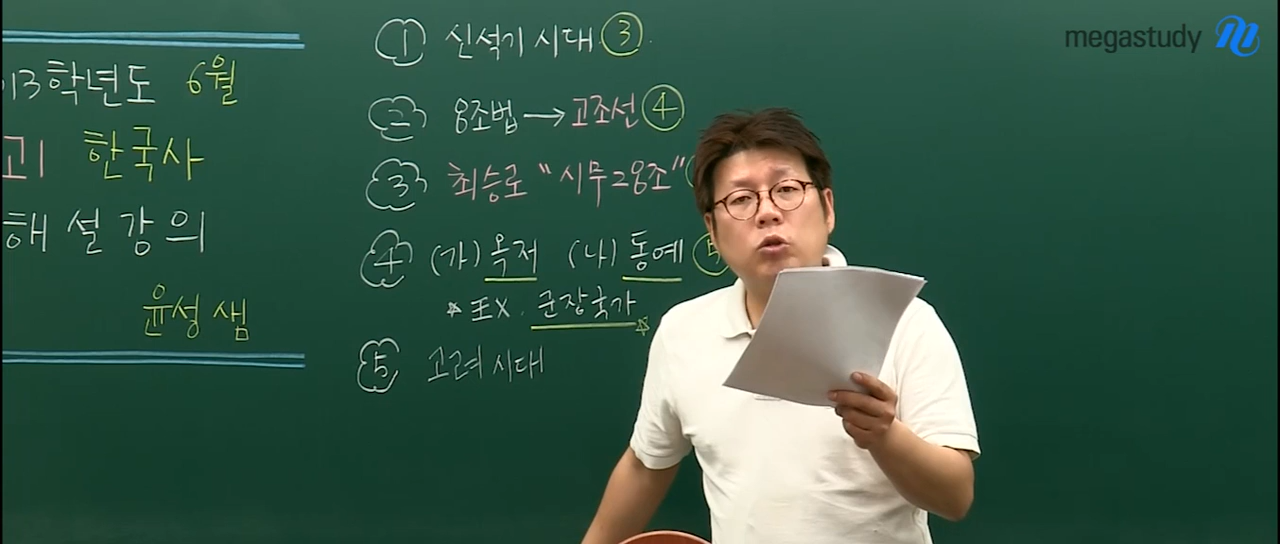 megastudy
013학년도 6월
고1 한국사
해설강의
윤성 샘
① 신석기 시대 ③
② 8조법 → 고조선 ④
③ 최승로 "시무28조"
④ (가) 옥저 (나) 동예 ⑤
* 王X. 군장국가 *
⑤ 고려시대